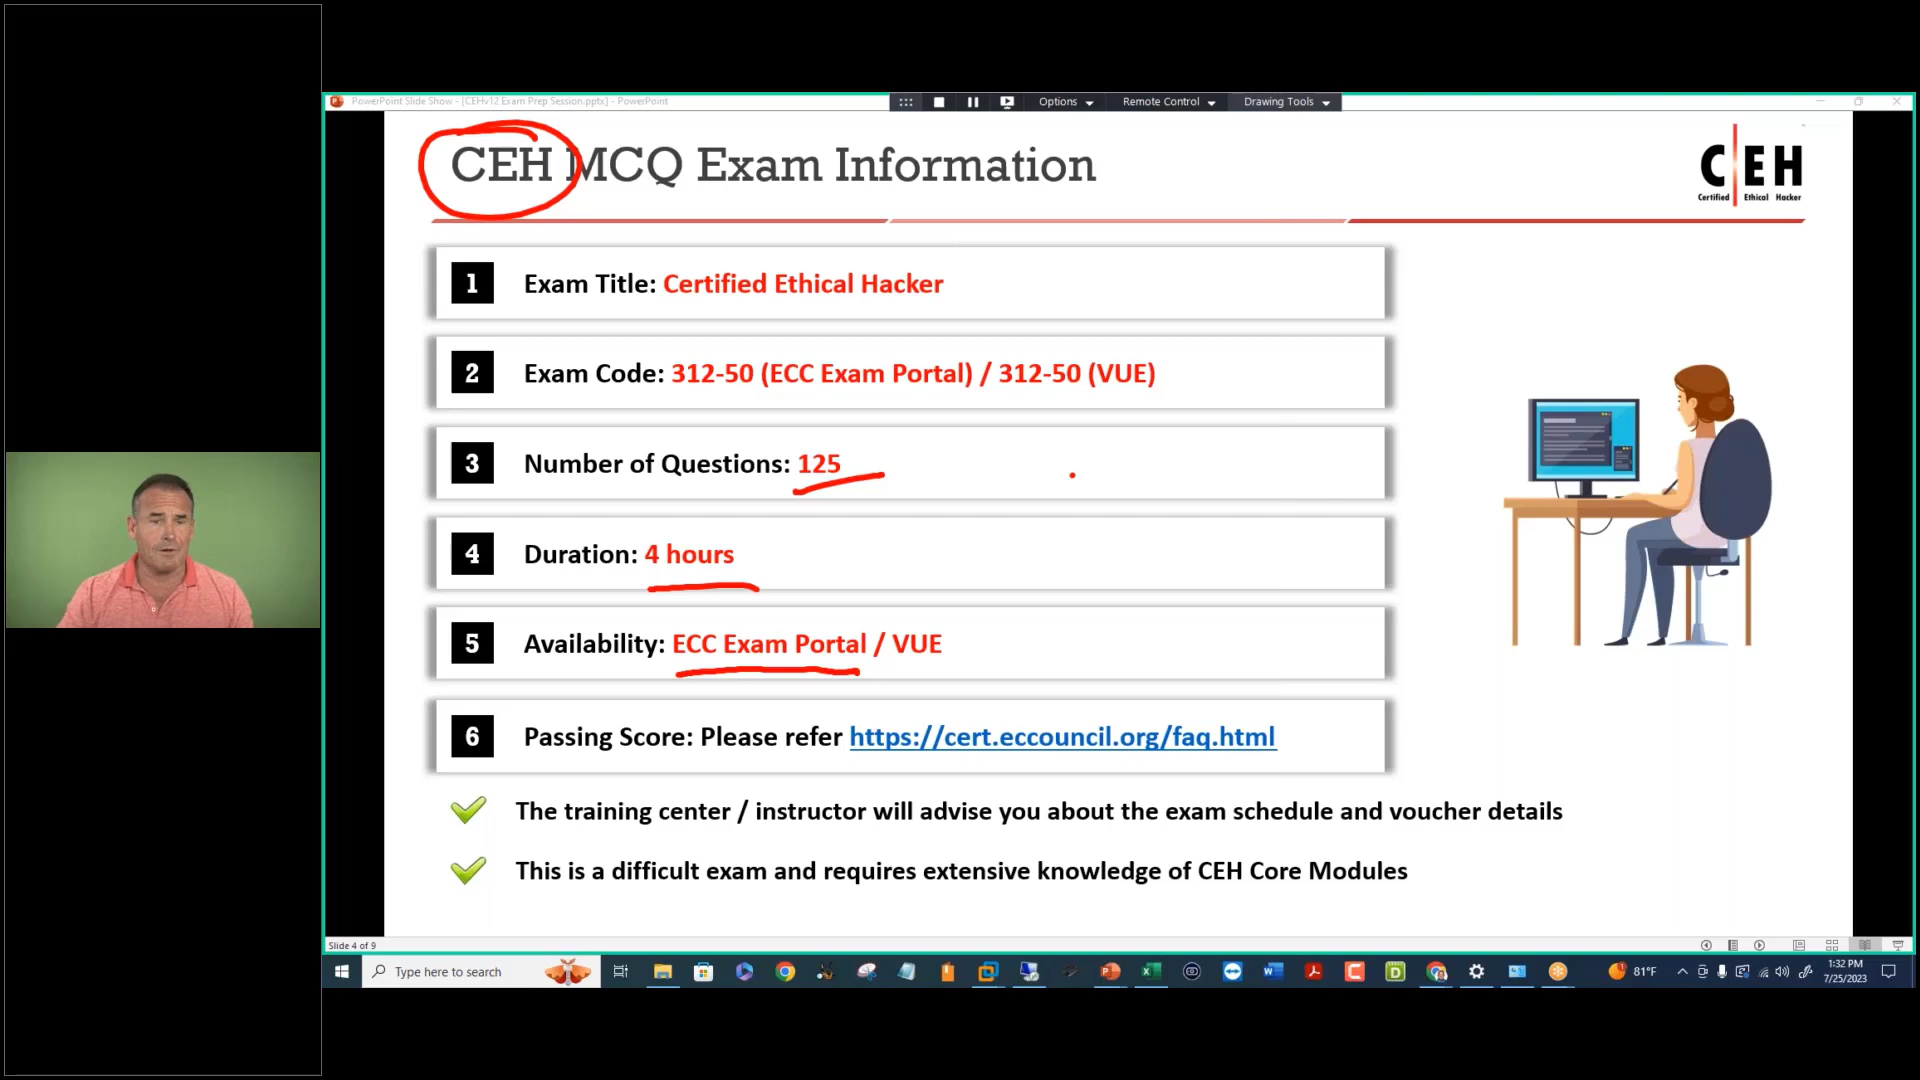 PowerPoint Slide Show - [CEHv12 Exam Prep Session.pptx] - PowerPoint
Options
Remote Control
Drawing Tools
CEH MCQ Exam Information
C|EH
Certified Ethical Hacker
1 Exam Title: Certified Ethical Hacker
2 Exam Code: 312-50 (ECC Exam Portal) / 312-50 (VUE)
3 Number of Questions: 125
4 Duration: 4 hours
5 Availability: ECC Exam Portal / VUE
6 Passing Score: Please refer https://cert.eccouncil.org/faq.html
The training center / instructor will advise you about the exam schedule and voucher details
This is a difficult exam and requires extensive knowledge of CEH Core Modules
Slide 4 of 9
Type here to search
81°F
1:32 PM
7/25/2023